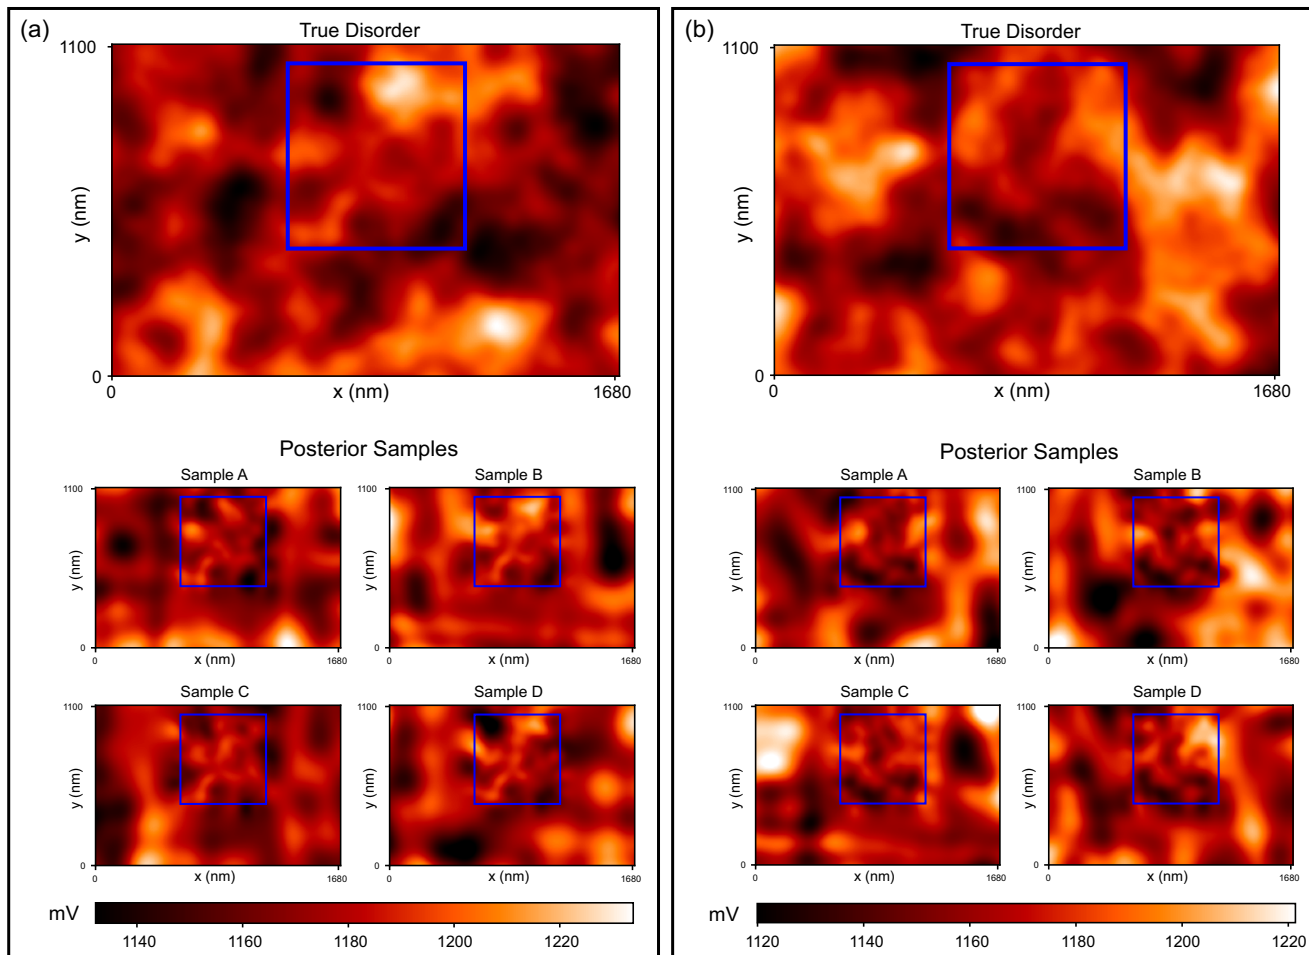 (a)
True Disorder
1100
y (nm)
0
0
x (nm)
1680
Posterior Samples
Sample A
1100
y (nm)
0
0
x (nm)
1680
Sample B
1100
y (nm)
0
0
x (nm)
1680
Sample C
1100
y (nm)
0
0
x (nm)
1680
Sample D
1100
y (nm)
0
0
x (nm)
1680
mV
1140 1160 1180 1200 1220
(b)
True Disorder
1100
y (nm)
0
0
x (nm)
1680
Posterior Samples
Sample A
1100
y (nm)
0
0
x (nm)
1680
Sample B
1100
y (nm)
0
0
x (nm)
1680
Sample C
1100
y (nm)
0
0
x (nm)
1680
Sample D
1100
y (nm)
0
0
x (nm)
1680
mV
1120 1140 1160 1180 1200 1220